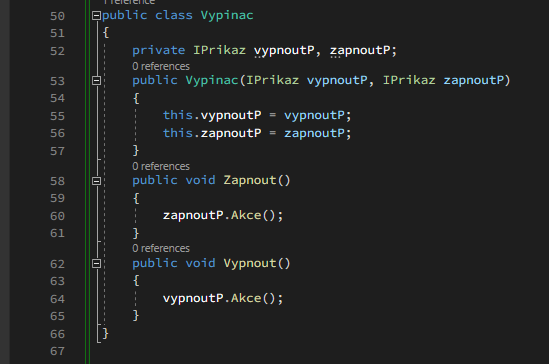 1 reference
50 public class Vypinac
51 {
52 private IPrikaz vypnoutP, zapnoutP;
0 references
53 public Vypinac(IPrikaz vypnoutP, IPrikaz zapnoutP)
54 {
55 this.vypnoutP = vypnoutP;
56 this.zapnoutP = zapnoutP;
57 }
0 references
58 public void Zapnout()
59 {
60 zapnoutP.Akce();
61 }
0 references
62 public void Vypnout()
63 {
64 vypnoutP.Akce();
65 }
66 }
67